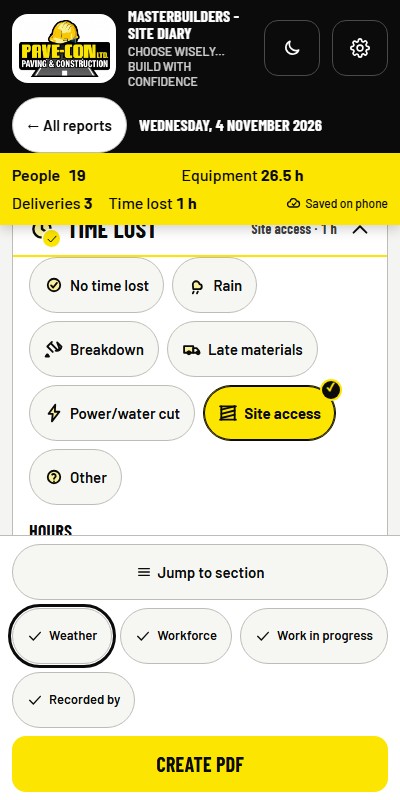 PAVE-CON LTD.
PAVING & CONSTRUCTION
MASTERBUILDERS -
SITE DIARY
CHOOSE WISELY...
BUILD WITH
CONFIDENCE
← All reports
WEDNESDAY, 4 NOVEMBER 2026
People 19
Equipment 26.5 h
Deliveries 3
Time lost 1 h
Saved on phone
TIME LOST
Site access · 1 h
No time lost
Rain
Breakdown
Late materials
Power/water cut
Site access
Other
HOURS
Jump to section
Weather
Workforce
Work in progress
Recorded by
CREATE PDF